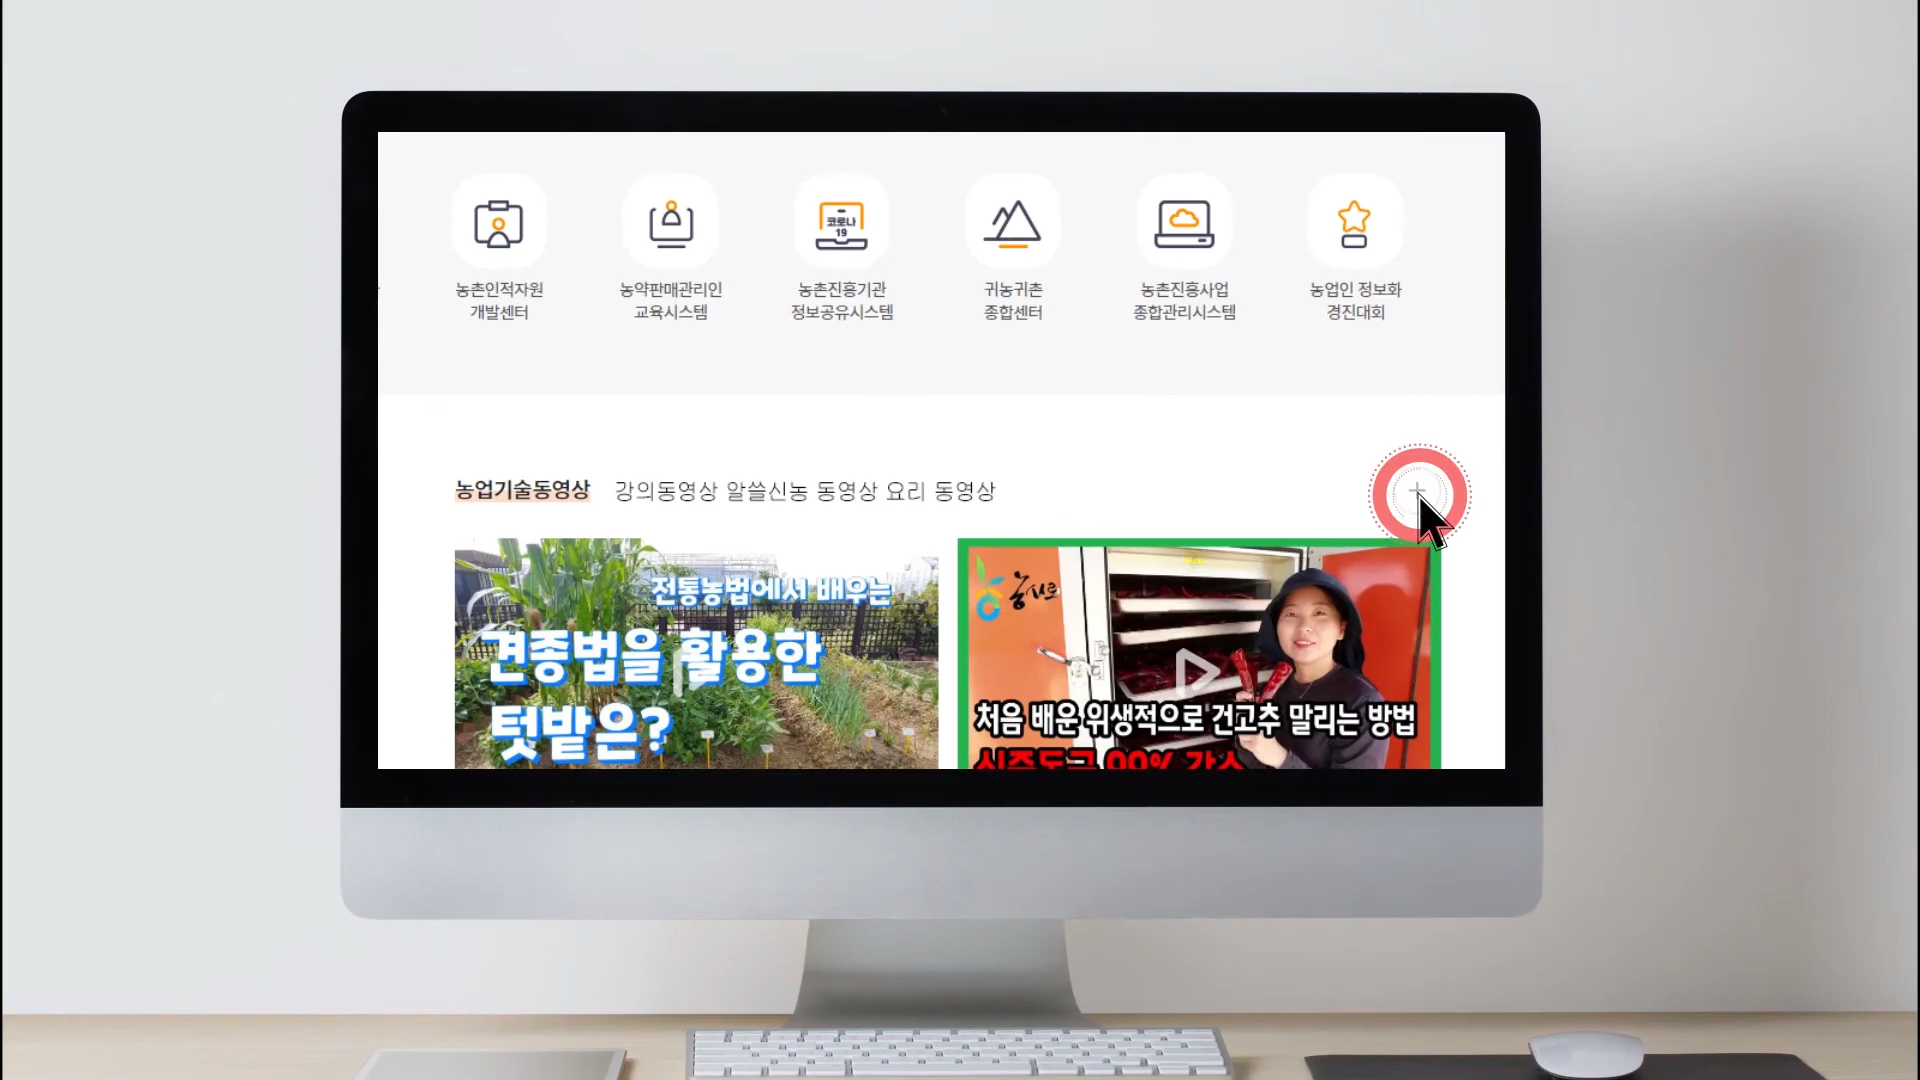 코로나
19
농촌인적자원
개발센터
농약판매관리인
교육시스템
농촌진흥기관
정보공유시스템
귀농귀촌
종합센터
농촌진흥사업
종합관리시스템
농업인 정보화
경진대회
농업기술동영상 강의동영상 알쓸신농 동영상 요리 동영상
전통농법에서 배우는
견종법을 활용한
텃밭은?
농사로
처음 배운 위생적으로 건고추 말리는 방법
99% 감소